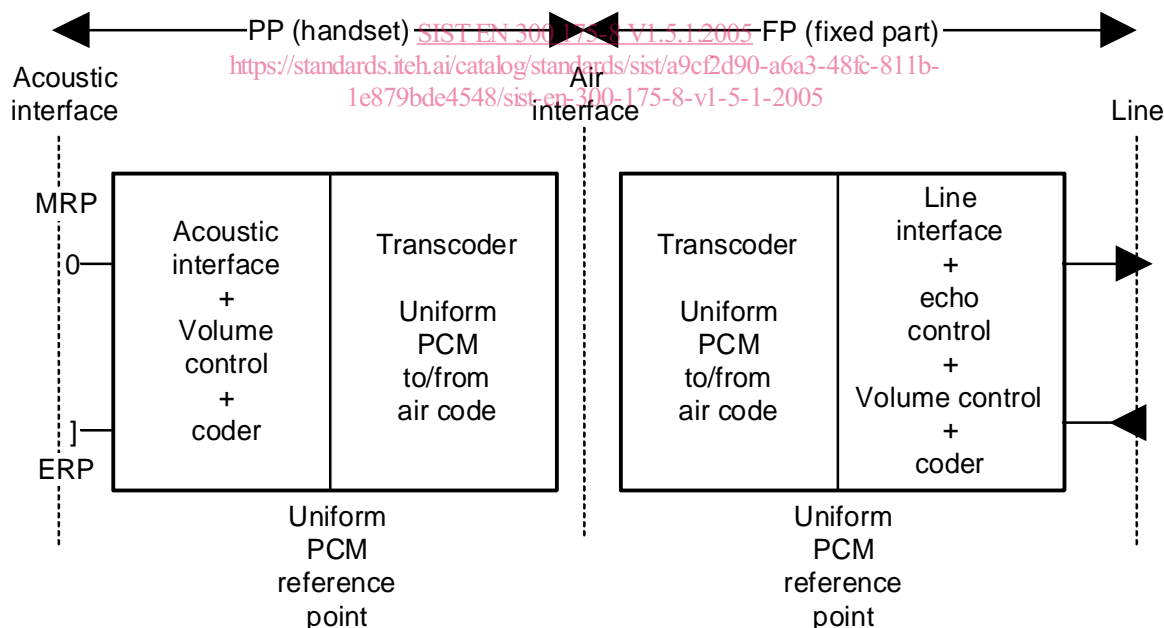 PP (handset)
SIST EN 300 175-8 V1.5.1:2005
FP (fixed part)
https://standards.iteh.ai/catalog/standards/sist/a9cf2d90-a6a3-48fc-811b-
1e879bde4548/sist-en-300-175-8-v1-5-1-2005
Acoustic
interface
Air
interface
Line
MRP
0
]
ERP
Acoustic
interface
+
Volume
control
+
coder
Transcoder
Uniform
PCM
to/from
air code
Transcoder
Uniform
PCM
to/from
air code
Line
interface
+
echo
control
+
Volume control
+
coder
Uniform
PCM
reference
point
Uniform
PCM
reference
point